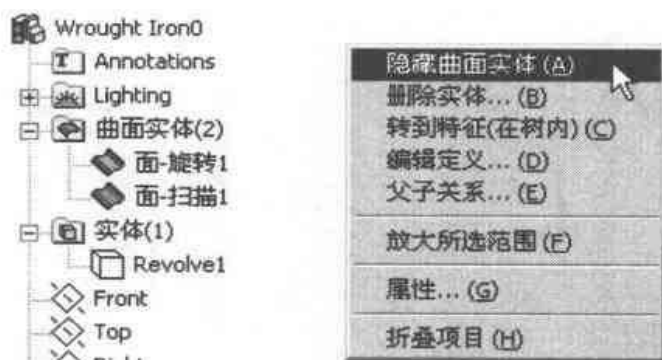 Wrought Iron0
Annotations
Lighting
曲面实体(2)
面-旋转1
面-扫描1
实体(1)
Revolve1
Front
Top
隐藏曲面实体(A)
删除实体...(B)
转到特征(在树内)(C)
编辑定义...(D)
父子关系...(E)
放大所选范围(F)
属性...(G)
折叠项目(H)